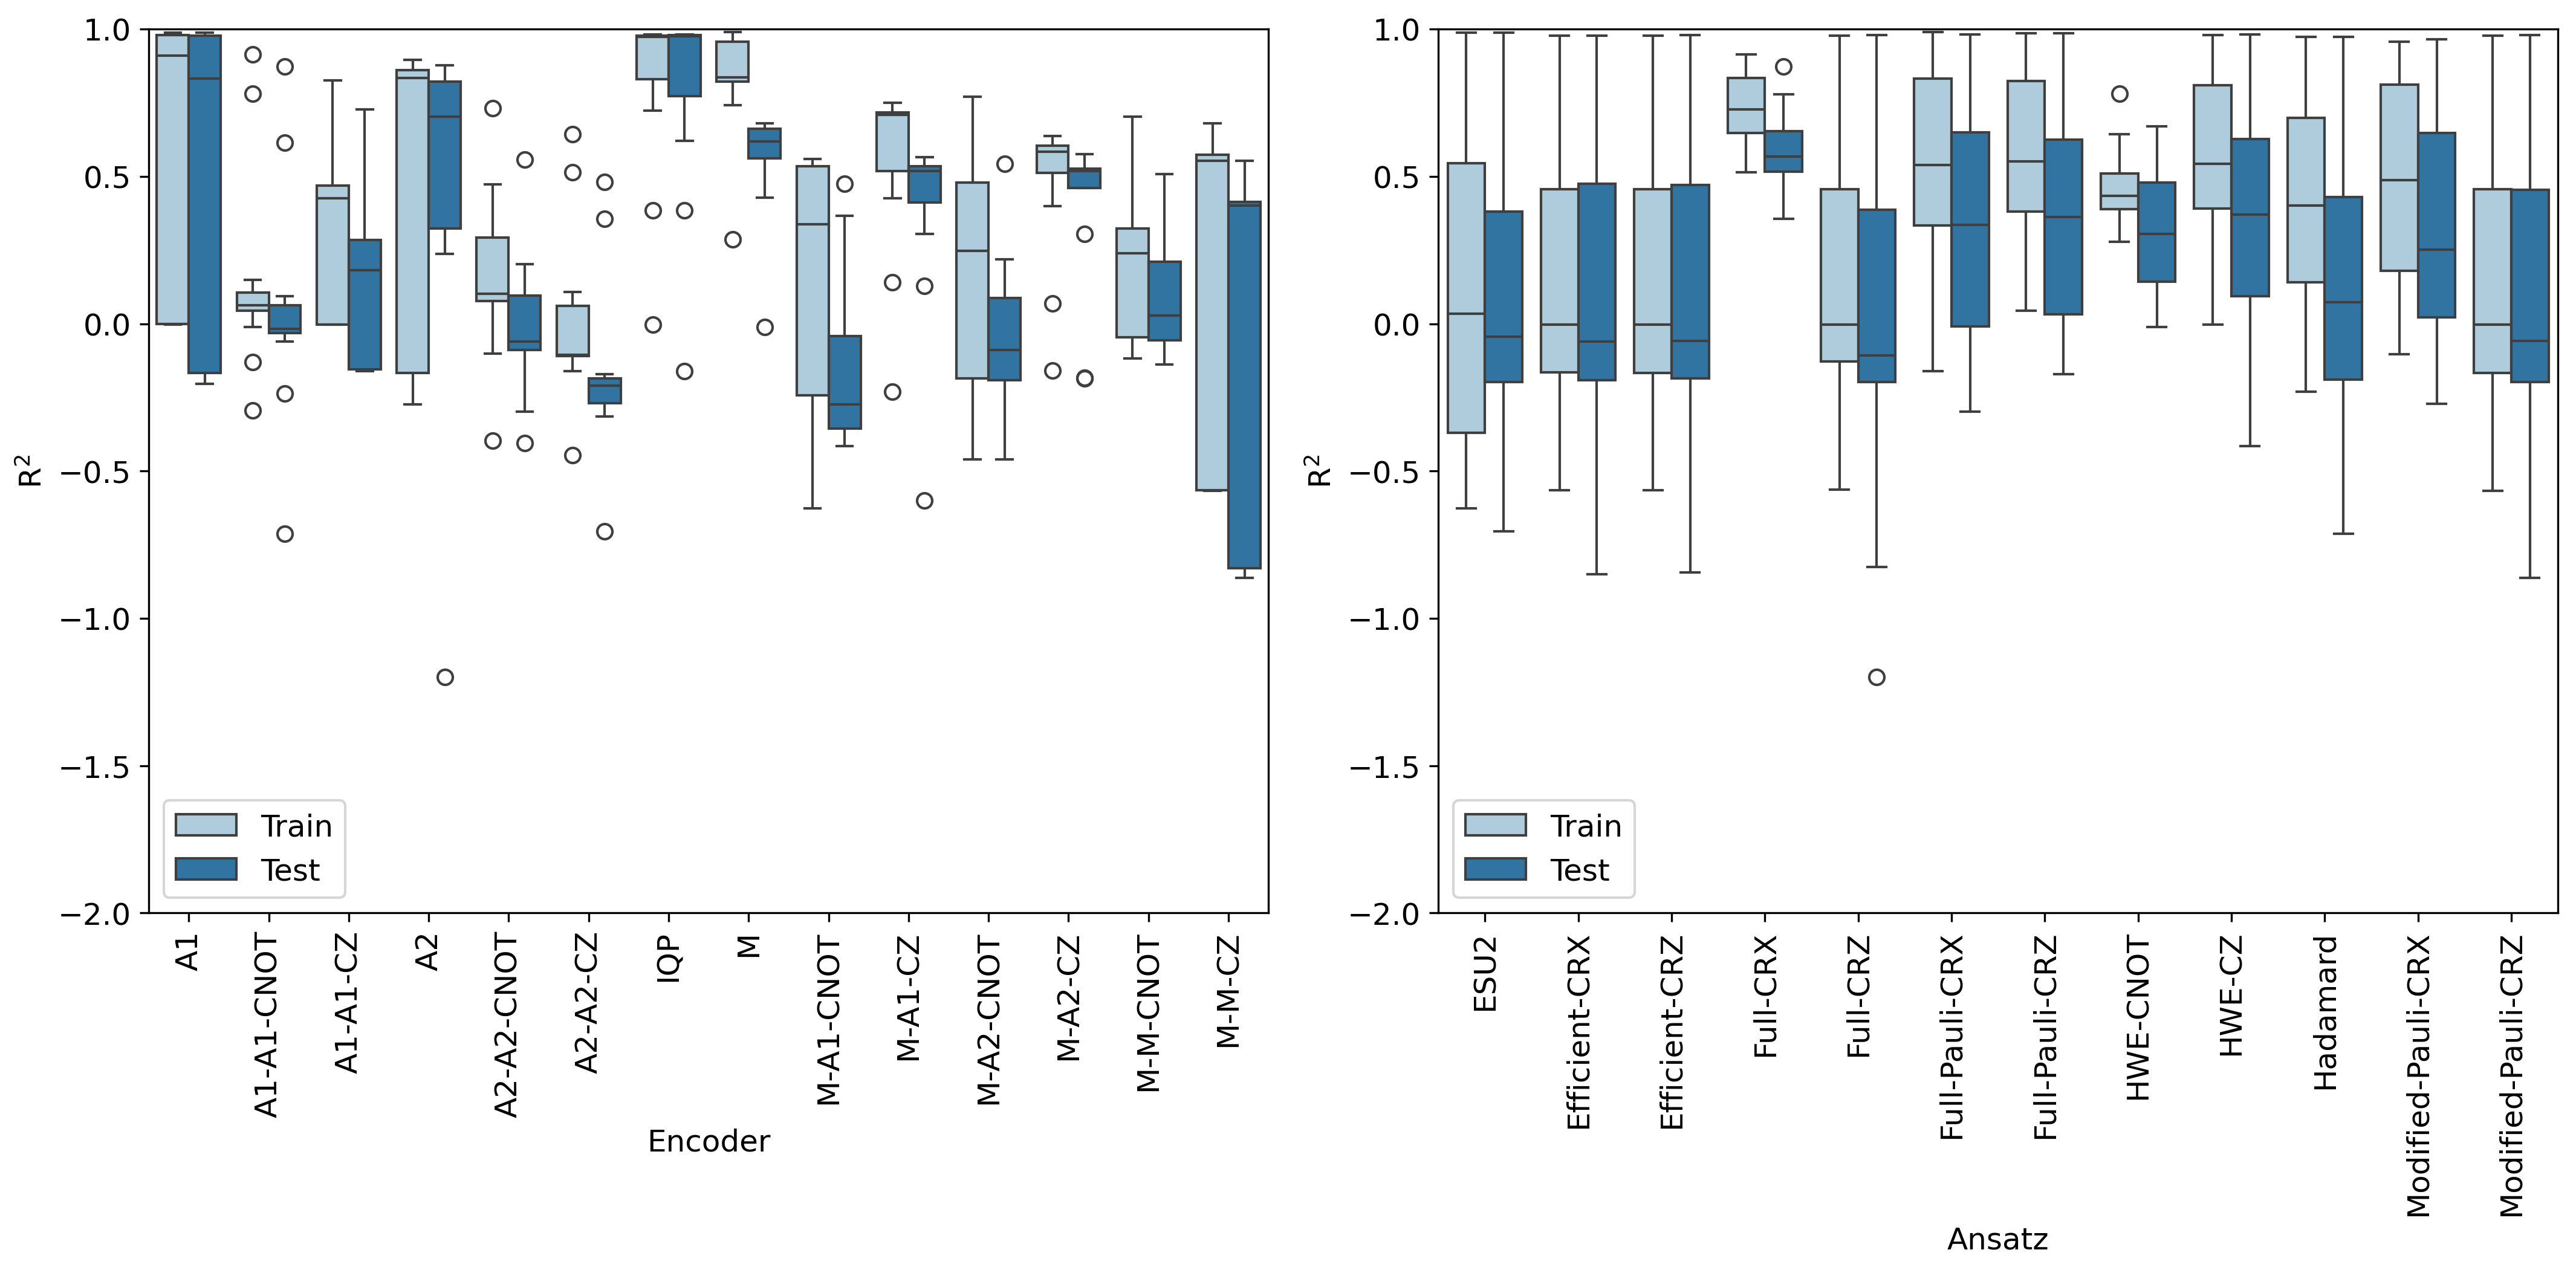 1.0
0.5
0.0
−0.5
−1.0
−1.5
−2.0
R²
Train
Test
A1
A1-A1-CNOT
A1-A1-CZ
A2
A2-A2-CNOT
A2-A2-CZ
IQP
M
M-A1-CNOT
M-A1-CZ
M-A2-CNOT
M-A2-CZ
M-M-CNOT
M-M-CZ
Encoder
1.0
0.5
0.0
−0.5
−1.0
−1.5
−2.0
R²
Train
Test
ESU2
Efficient-CRX
Efficient-CRZ
Full-CRX
Full-CRZ
Full-Pauli-CRX
Full-Pauli-CRZ
HWE-CNOT
HWE-CZ
Hadamard
Modified-Pauli-CRX
Modified-Pauli-CRZ
Ansatz